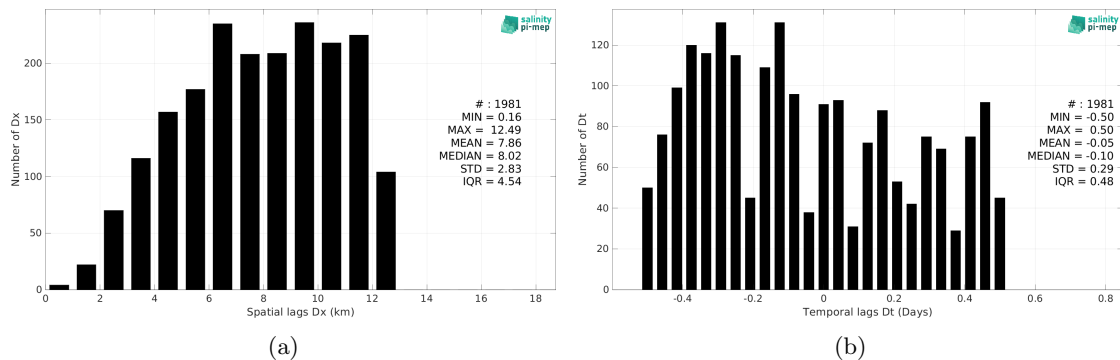 salinity
pi-mep
200
150
100
50
0
Number of Dx
# : 1981
MIN = 0.16
MAX = 12.49
MEAN = 7.86
MEDIAN = 8.02
STD = 2.83
IQR = 4.54
0 2 4 6 8 10 12 14 16 18
Spatial lags Dx (km)
(a)
salinity
pi-mep
120
100
80
60
40
20
0
Number of Dt
# : 1981
MIN = -0.50
MAX = 0.50
MEAN = -0.05
MEDIAN = -0.10
STD = 0.29
IQR = 0.48
-0.4 -0.2 0 0.2 0.4 0.6 0.8
Temporal lags Dt (Days)
(b)